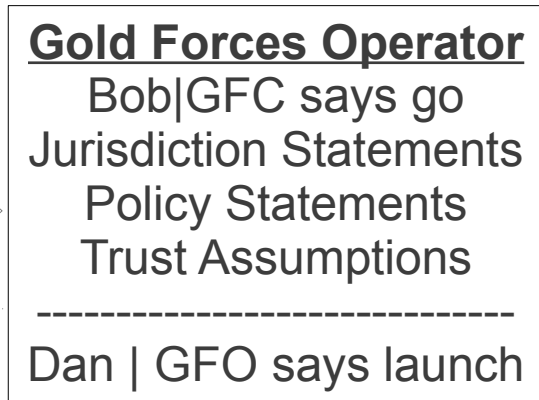 Gold Forces Operator
Bob|GFC says go
Jurisdiction Statements
Policy Statements
Trust Assumptions
------------------------------
Dan | GFO says launch